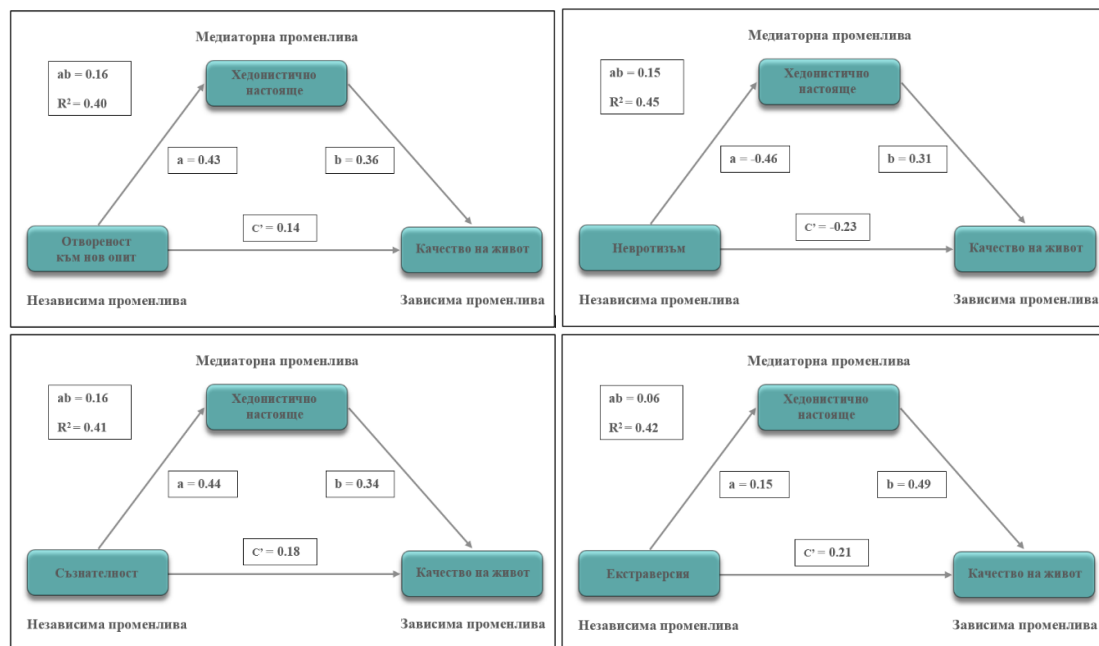 Медиаторна променлива
ab = 0.16
R² = 0.40
Хедонистично
настояще
a = 0.43
b = 0.36
C’ = 0.14
Отвореност
към нов опит
Качество на живот
Независима променлива
Зависима променлива
Медиаторна променлива
ab = 0.15
R² = 0.45
Хедонистично
настояще
a = -0.46
b = 0.31
C’ = -0.23
Невротизъм
Качество на живот
Независима променлива
Зависима променлива
Медиаторна променлива
ab = 0.16
R² = 0.41
Хедонистично
настояще
a = 0.44
b = 0.34
C’ = 0.18
Съзнателност
Качество на живот
Независима променлива
Зависима променлива
Медиаторна променлива
ab = 0.06
R² = 0.42
Хедонистично
настояще
a = 0.15
b = 0.49
C’ = 0.21
Екстраверсия
Качество на живот
Независима променлива
Зависима променлива